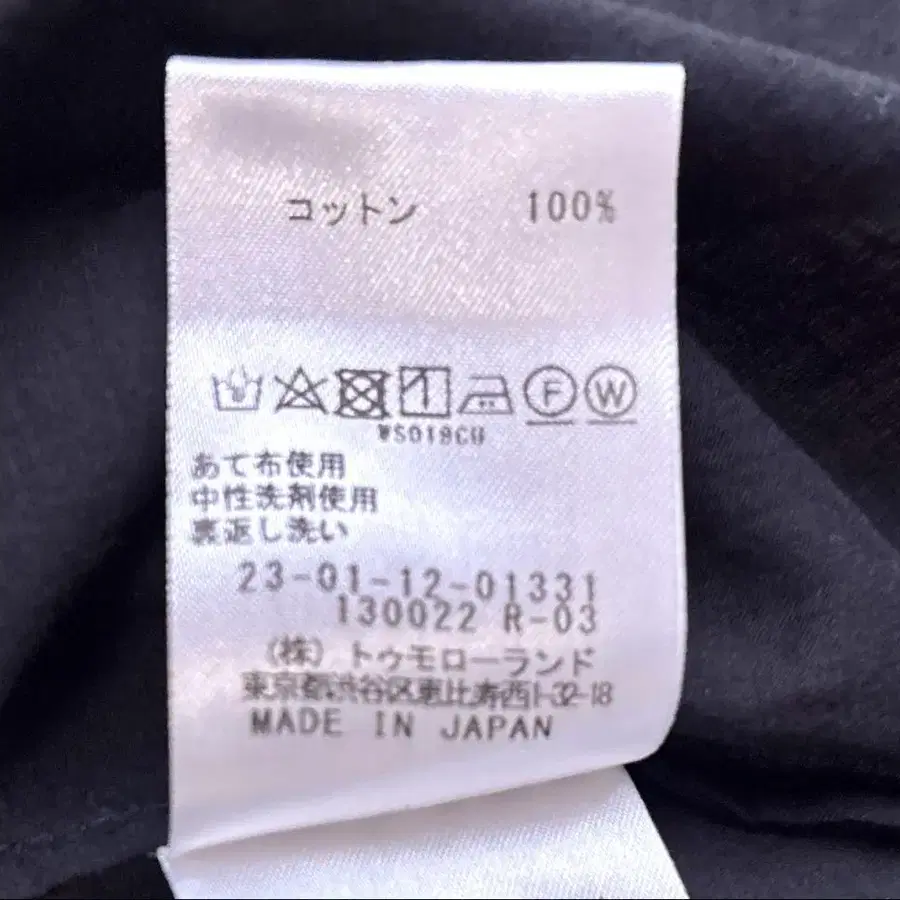 コットン 100%
F W
WS019CU
あて布使用
中性洗剤使用
裏返し洗い
23-01-12-01331
130022 R-03
(株) トゥモローランド
東京都渋谷区恵比寿西1-32-18
MADE IN JAPAN